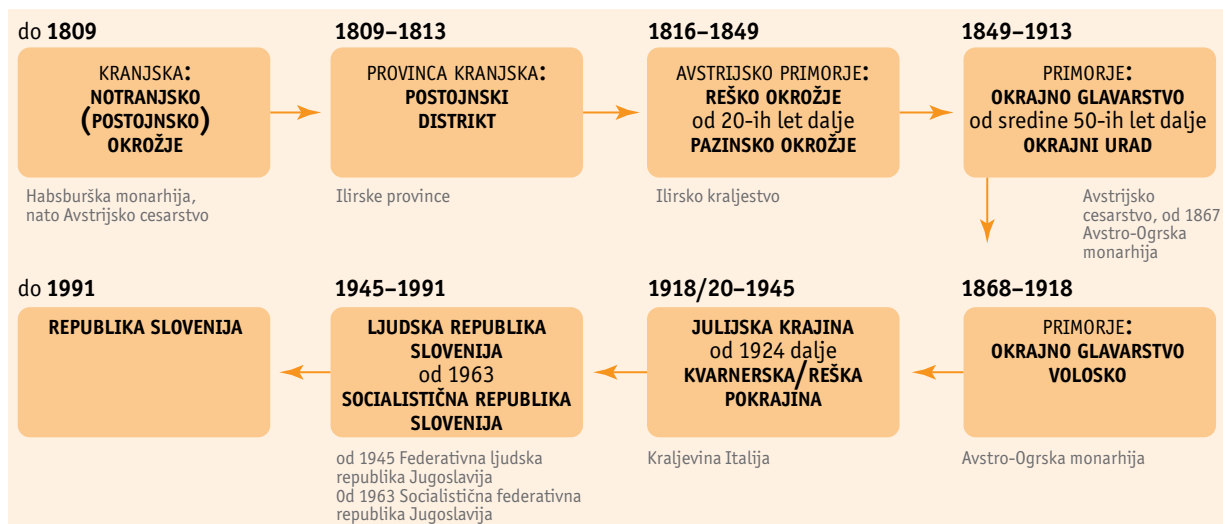 do 1809
KRANJSKA:
NOTRANJSKO
(POSTOJNSKO)
OKROŽJE
Habsburška monarhija,
nato Avstrijsko cesarstvo
1809–1813
PROVINCA KRANJSKA:
POSTOJNSKI
DISTRIKT
Ilirske province
1816–1849
AVSTRIJSKO PRIMORJE:
REŠKO OKROŽJE
od 20-ih let dalje
PAZINSKO OKROŽJE
Ilirsko kraljestvo
1849–1913
PRIMORJE:
OKRAJNO GLAVARSTVO
od sredine 50-ih let dalje
OKRAJNI URAD
Avstrijsko
cesarstvo, od 1867
Avstro-Ogrska
monarhija
1868–1918
PRIMORJE:
OKRAJNO GLAVARSTVO
VOLOSKO
Avstro-Ogrska monarhija
1918/20–1945
JULIJSKA KRAJINA
od 1924 dalje
KVARNERSKA/REŠKA
POKRAJINA
Kraljevina Italija
1945–1991
LJUDSKA REPUBLIKA
SLOVENIJA
od 1963
SOCIALISTIČNA REPUBLIKA
SLOVENIJA
od 1945 Federativna ljudska
republika Jugoslavija
Od 1963 Socialistična federativna
republika Jugoslavija
do 1991
REPUBLIKA SLOVENIJA